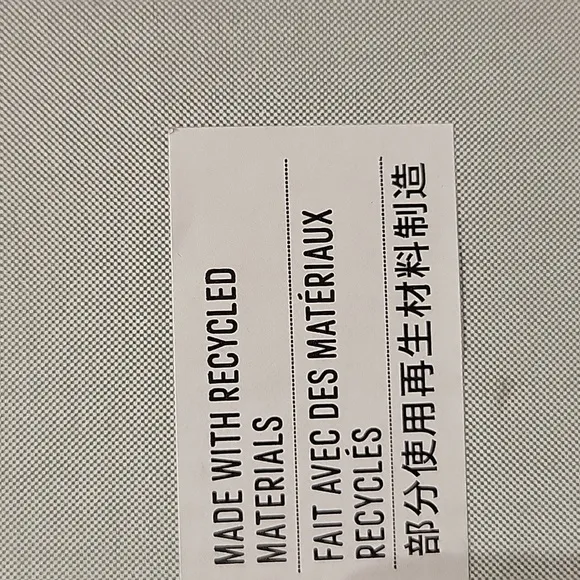 MADE WITH RECYCLED
MATERIALS
FAIT AVEC DES MATÉRIAUX
RECYCLÉS
部分使用再生材料制造